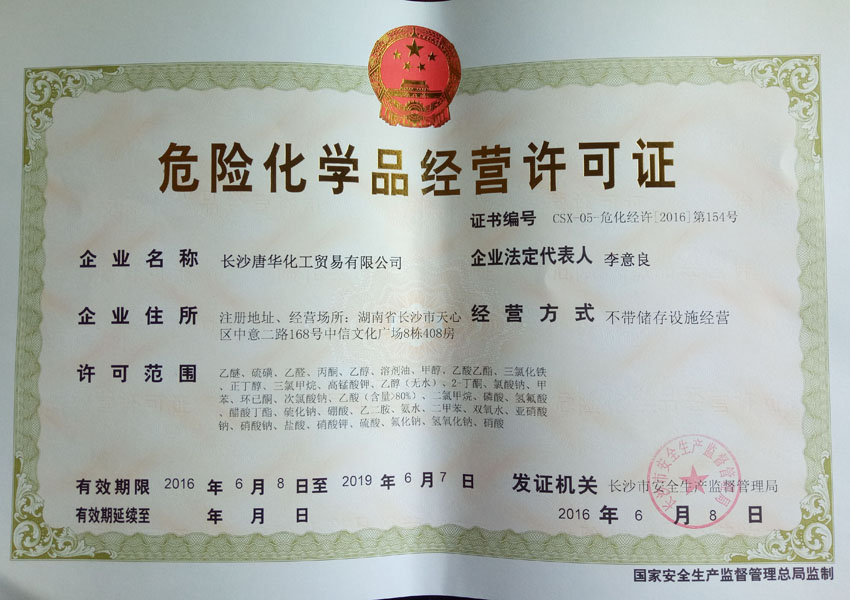 危险化学品经营许可证
证书编号 CSX-05-危化经许[2016]第154号
企业名称 长沙唐华化工贸易有限公司
企业法定代表人 李意良
企业住所 注册地址、经营场所：湖南省长沙市天心
区中意二路168号中信文化广场8栋408房
经营方式 不带储存设施经营
许可范围 乙醚、硫磺、乙醛、丙酮、乙醇、溶剂油、甲醇、乙酸乙酯、三氯化铁
、正丁醇、三氯甲烷、高锰酸钾、乙醇（无水）、2-丁酮、氯酸钠、甲
苯、环已酮、次氯酸钠、乙酸（含量>80%）、二氯甲烷、磷酸、氢氟酸
、醋酸丁酯、硫化钠、硼酸、乙二胺、氨水、二甲苯、双氧水、亚硝酸
钠、硝酸钠、盐酸、硝酸钾、硫酸、氟化钠、氢氧化钠、硝酸
有效期限 2016 年 6 月 8 日至 2019 年 6 月 7 日
有效期延续至 年 月 日
发证机关 长沙市安全生产监督管理局
2016 年 6 月 8 日
长沙市安全生产监督管理局
国家安全生产监督管理总局监制